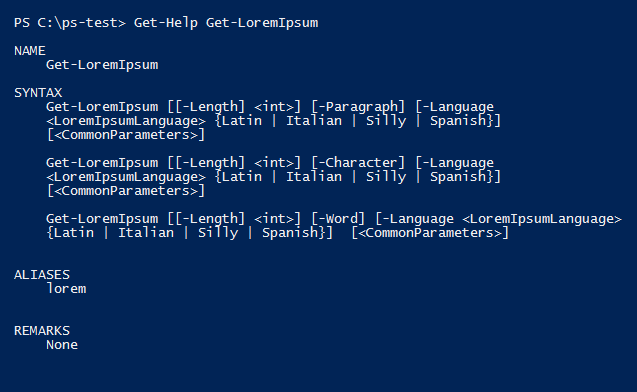 PS C:\ps-test> Get-Help Get-LoremIpsum
NAME
    Get-LoremIpsum
SYNTAX
    Get-LoremIpsum [[-Length] <int>] [-Paragraph] [-Language
    <LoremIpsumLanguage> {Latin | Italian | Silly | Spanish}]
    [<CommonParameters>]
    Get-LoremIpsum [[-Length] <int>] [-Character] [-Language
    <LoremIpsumLanguage> {Latin | Italian | Silly | Spanish}]
    [<CommonParameters>]
    Get-LoremIpsum [[-Length] <int>] [-Word] [-Language <LoremIpsumLanguage>
    {Latin | Italian | Silly | Spanish}]  [<CommonParameters>]
ALIASES
    lorem
REMARKS
    None